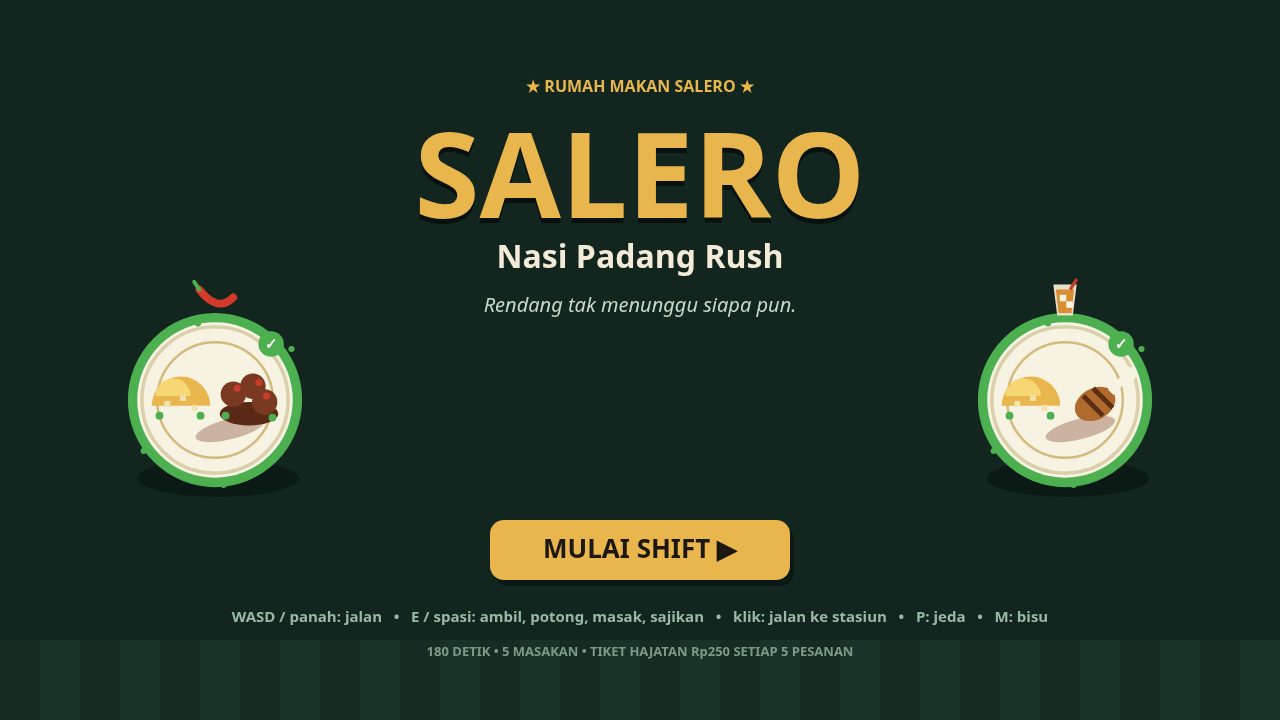 ★ RUMAH MAKAN SALERO ★
SALERO
Nasi Padang Rush
Rendang tak menunggu siapa pun.
✓
✓
MULAI SHIFT ▶
WASD / panah: jalan • E / spasi: ambil, potong, masak, sajikan • klik: jalan ke stasiun • P: jeda • M: bisu
180 DETIK • 5 MASAKAN • TIKET HAJATAN Rp250 SETIAP 5 PESANAN